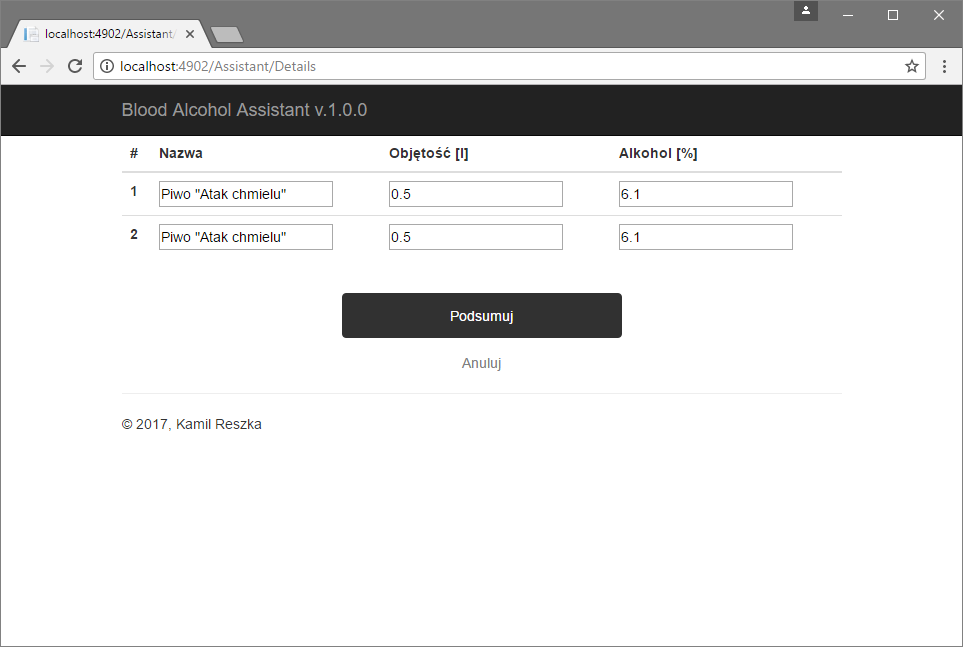 localhost:4902/Assistant/
localhost:4902/Assistant/Details
Blood Alcohol Assistant v.1.0.0
# Nazwa Objętość [l] Alkohol [%]
1 Piwo "Atak chmielu" 0.5 6.1
2 Piwo "Atak chmielu" 0.5 6.1
Podsumuj
Anuluj
© 2017, Kamil Reszka